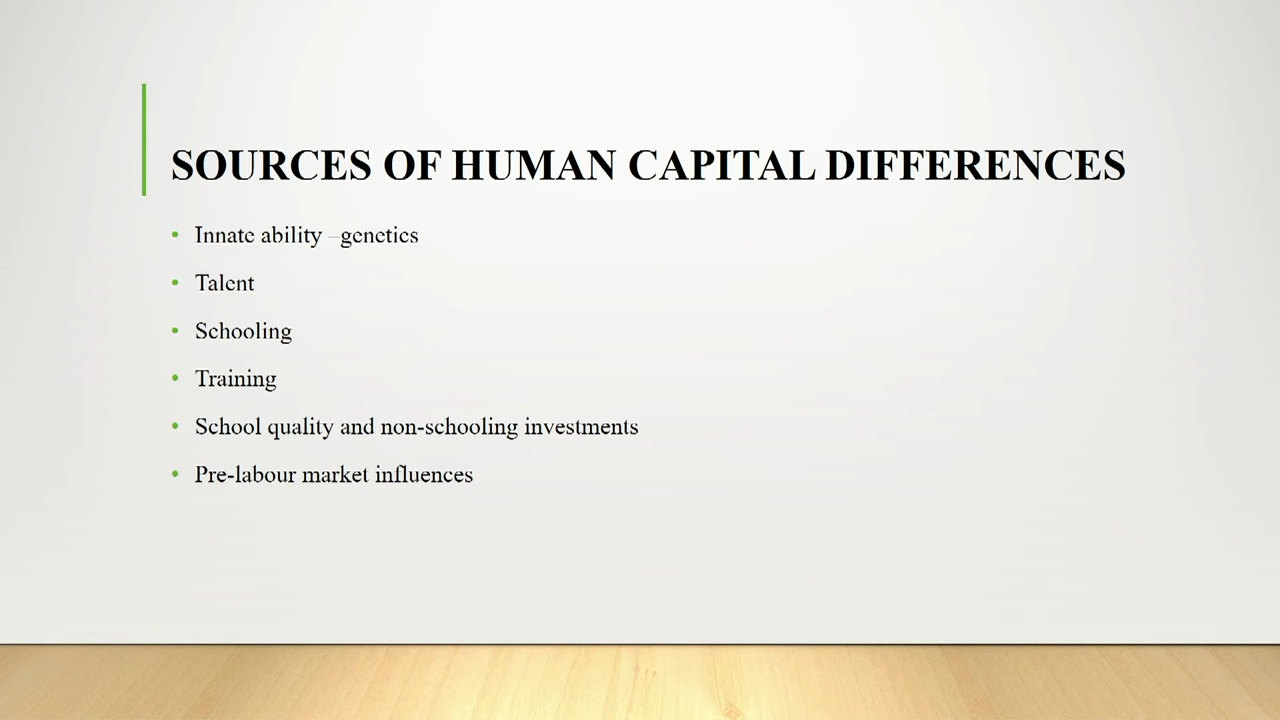 SOURCES OF HUMAN CAPITAL DIFFERENCES
• Innate ability –genetics
• Talent
• Schooling
• Training
• School quality and non-schooling investments
• Pre-labour market influences